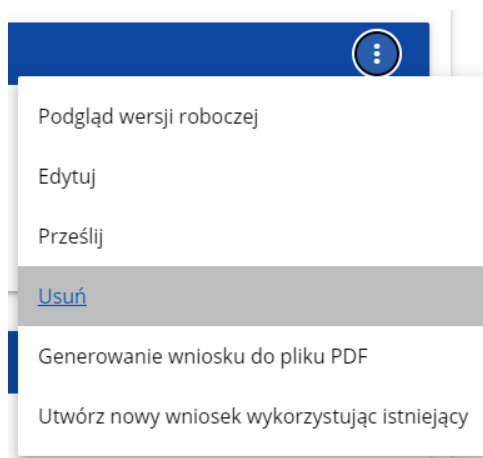 Podgląd wersji roboczej
Edytuj
Prześlij
Usuń
Generowanie wniosku do pliku PDF
Utwórz nowy wniosek wykorzystując istniejący